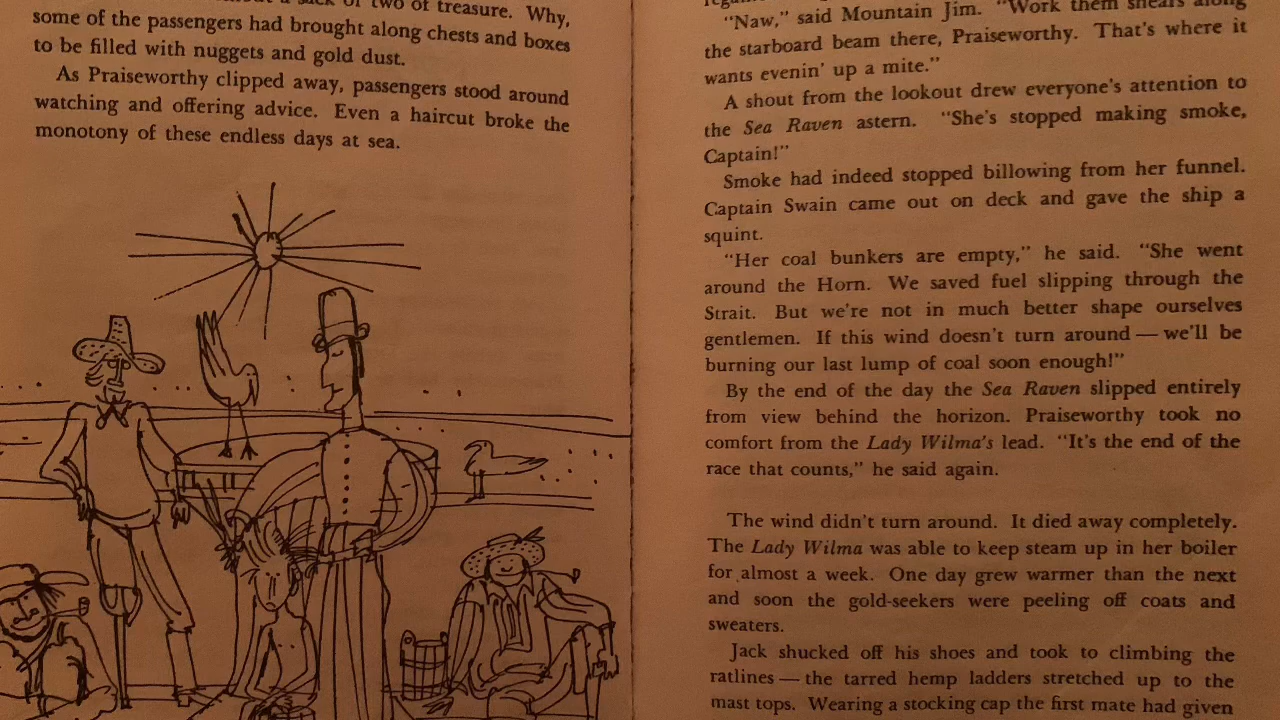 of two of treasure. Why,
some of the passengers had brought along chests and boxes
to be filled with nuggets and gold dust.
As Praiseworthy clipped away, passengers stood around
watching and offering advice. Even a haircut broke the
monotony of these endless days at sea.
"Naw," said Mountain Jim. "Work them shears along
the starboard beam there, Praiseworthy. That's where it
wants evenin' up a mite."
A shout from the lookout drew everyone's attention to
the Sea Raven astern. "She's stopped making smoke,
Captain!"
Smoke had indeed stopped billowing from her funnel.
Captain Swain came out on deck and gave the ship a
squint.
"Her coal bunkers are empty," he said. "She went
around the Horn. We saved fuel slipping through the
Strait. But we're not in much better shape ourselves
gentlemen. If this wind doesn't turn around — we'll be
burning our last lump of coal soon enough!"
By the end of the day the Sea Raven slipped entirely
from view behind the horizon. Praiseworthy took no
comfort from the Lady Wilma's lead. "It's the end of the
race that counts," he said again.
The wind didn't turn around. It died away completely.
The Lady Wilma was able to keep steam up in her boiler
for almost a week. One day grew warmer than the next
and soon the gold-seekers were peeling off coats and
sweaters.
Jack shucked off his shoes and took to climbing the
ratlines — the tarred hemp ladders stretched up to the
mast tops. Wearing a stocking cap the first mate had given